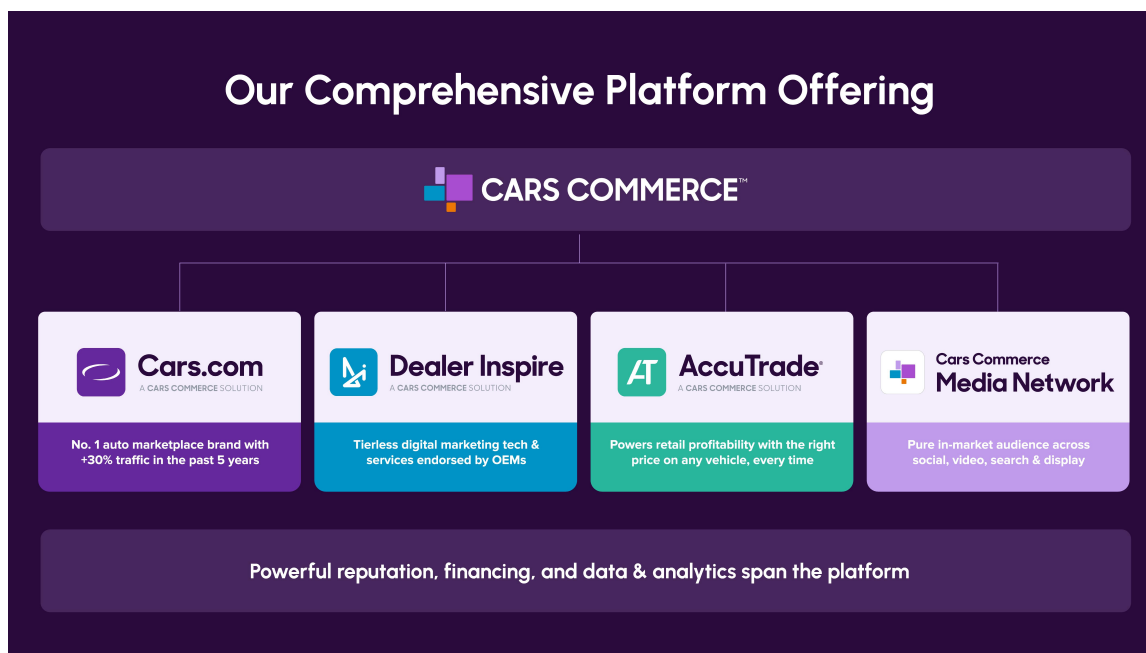 Our Comprehensive Platform Offering
CARS COMMERCE™
Cars.com
A CARS COMMERCE SOLUTION
No. 1 auto marketplace brand with
+30% traffic in the past 5 years
Dealer Inspire
A CARS COMMERCE SOLUTION
Tierless digital marketing tech &
services endorsed by OEMs
AT
AccuTrade®
A CARS COMMERCE SOLUTION
Powers retail profitability with the right
price on any vehicle, every time
Cars Commerce
Media Network
Pure in-market audience across
social, video, search & display
Powerful reputation, financing, and data & analytics span the platform